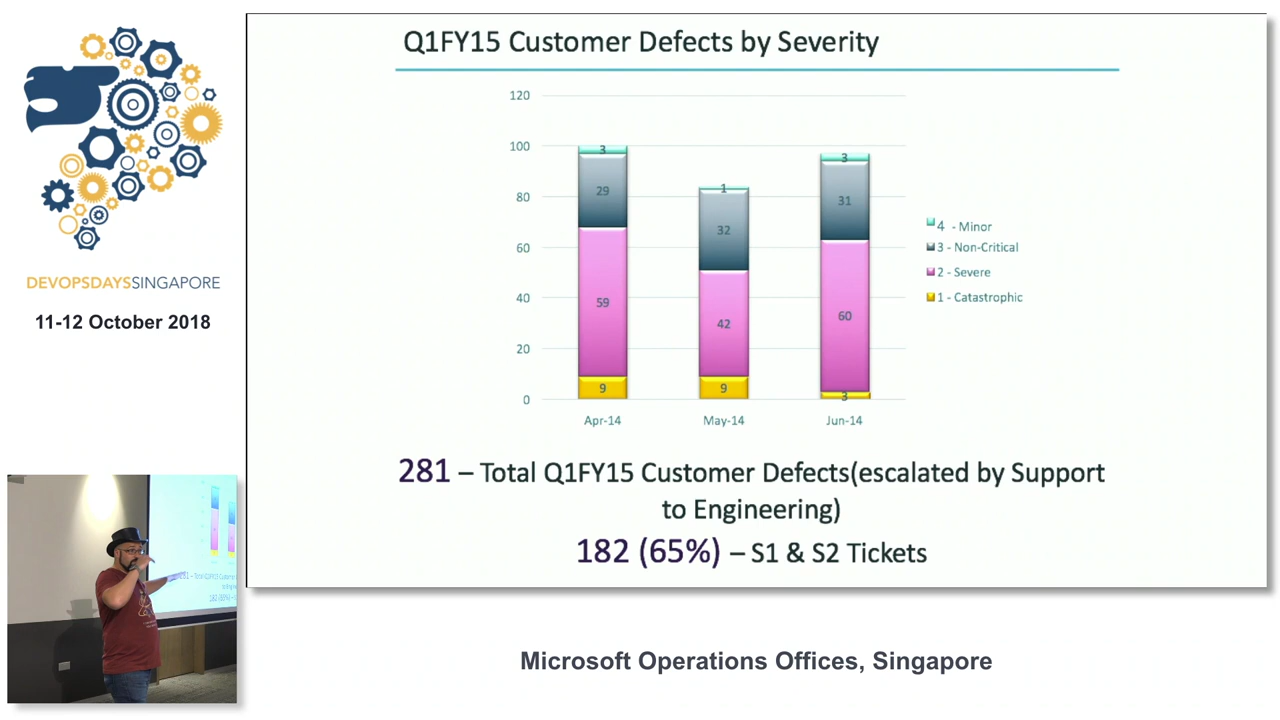 DEVOPSDAYSSINGAPORE
11-12 October 2018
Q1FY15 Customer Defects by Severity
120
100
80
60
40
20
0
3
29
59
9
1
32
42
9
3
31
60
3
Apr-14
May-14
Jun-14
4 - Minor
3 - Non-Critical
2 - Severe
1 - Catastrophic
281 – Total Q1FY15 Customer Defects(escalated by Support
to Engineering)
182 (65%) – S1 & S2 Tickets
Microsoft Operations Offices, Singapore